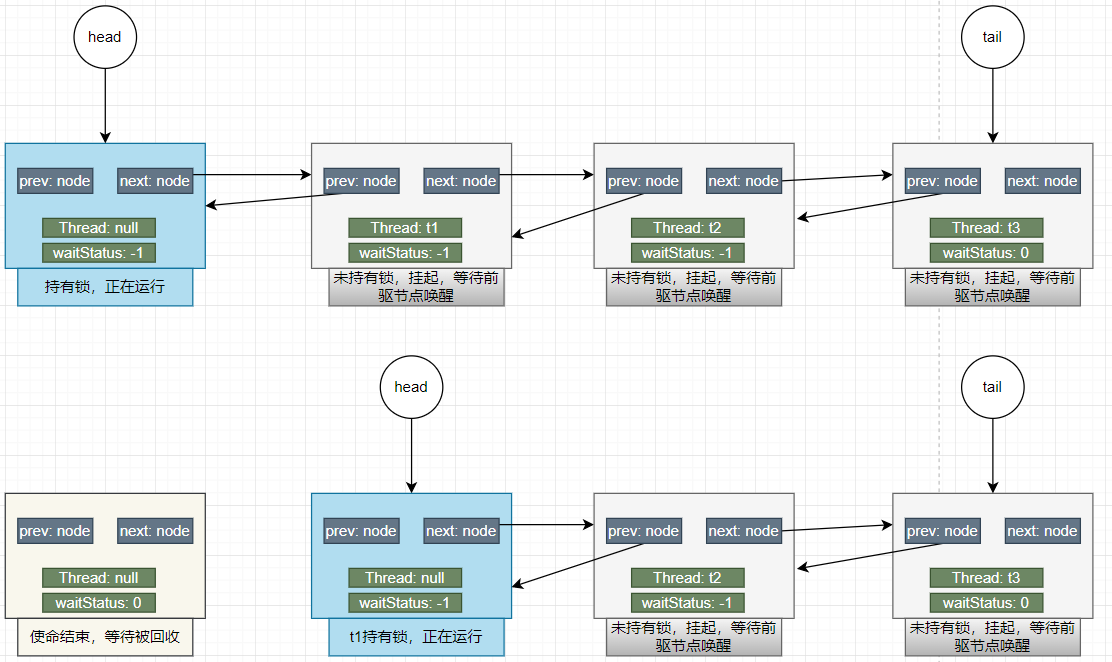 head
tail
prev: node
next: node
prev: node
next: node
prev: node
next: node
prev: node
next: node
Thread: null
Thread: t1
Thread: t2
Thread: t3
waitStatus: -1
waitStatus: -1
waitStatus: -1
waitStatus: 0
持有锁，正在运行
未持有锁，挂起，等待前
驱节点唤醒
未持有锁，挂起，等待前
驱节点唤醒
未持有锁，挂起，等待前
驱节点唤醒
head
tail
prev: node
next: node
prev: node
next: node
prev: node
next: node
prev: node
next: node
Thread: null
Thread: null
Thread: t2
Thread: t3
waitStatus: 0
waitStatus: -1
waitStatus: -1
waitStatus: 0
使命结束，等待被回收
t1持有锁，正在运行
未持有锁，挂起，等待前
驱节点唤醒
未持有锁，挂起，等待前
驱节点唤醒